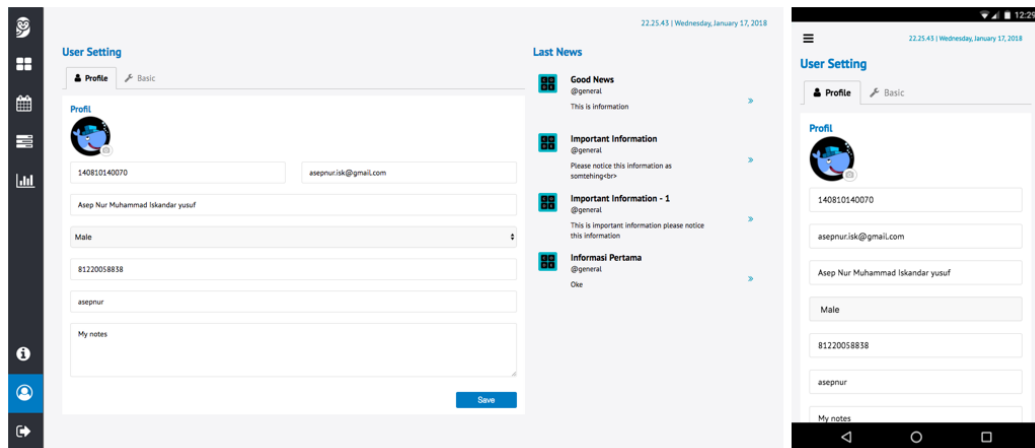 22.25.43 | Wednesday, January 17, 2018
User Setting
Profile
Basic
Profil
140810140070
asepnur.isk@gmail.com
Asep Nur Muhammad Iskandar yusuf
Male
81220058838
asepnur
My notes
Save
Last News
Good News
@general
This is information
Important Information
@general
Please notice this information as
somtehing<br>
Important Information - 1
@general
This is important information please notice
this information
Informasi Pertama
@general
Oke
12:29
22.25.43 | Wednesday, January 17, 2018
User Setting
Profile
Basic
Profil
140810140070
asepnur.isk@gmail.com
Asep Nur Muhammad Iskandar yusuf
Male
81220058838
asepnur
My notes